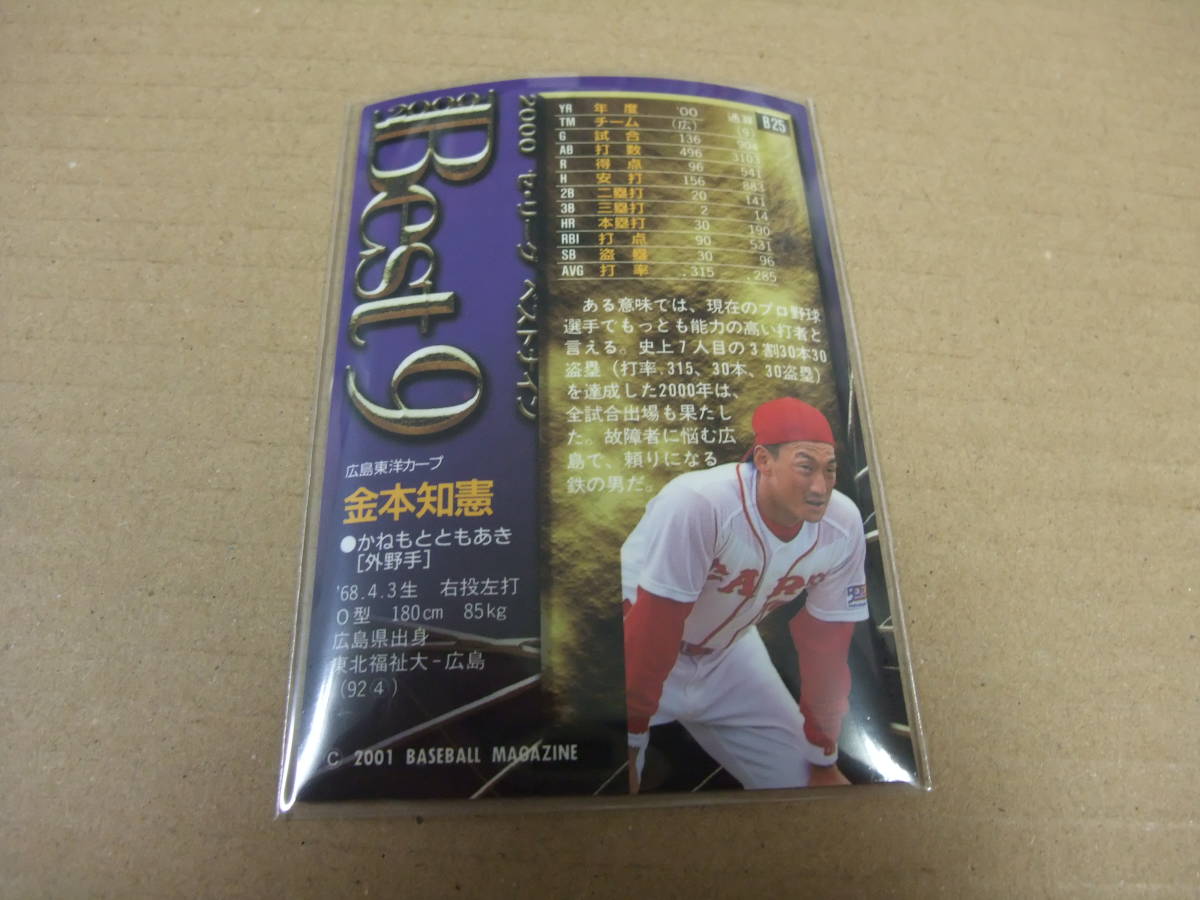 2000
Best 9
2000 セ・リーグ ベストナイン
B25
YR 年度 '00 通算
TM チーム (広) (9)
G 試合 136 904
AB 打数 496 3103
R 得点 96 541
H 安打 156 883
2B 二塁打 20 141
3B 三塁打 2 14
HR 本塁打 30 190
RBI 打点 90 531
SB 盗塁 30 96
AVG 打率 .315 .285
ある意味では、現在のプロ野球
選手でもっとも能力の高い打者と
言える。史上7人目の3割30本30
盗塁(打率.315、30本、30盗塁)
を達成した2000年は、
全試合出場も果たし
た。故障者に悩む広
島で、頼りになる
鉄の男だ。
広島東洋カープ
金本知憲
●かねもとともあき
[外野手]
'68.4.3生 右投左打
O型 180cm 85kg
広島県出身
東北福祉大-広島
(92④)
CARP
C 2001 BASEBALL MAGAZINE